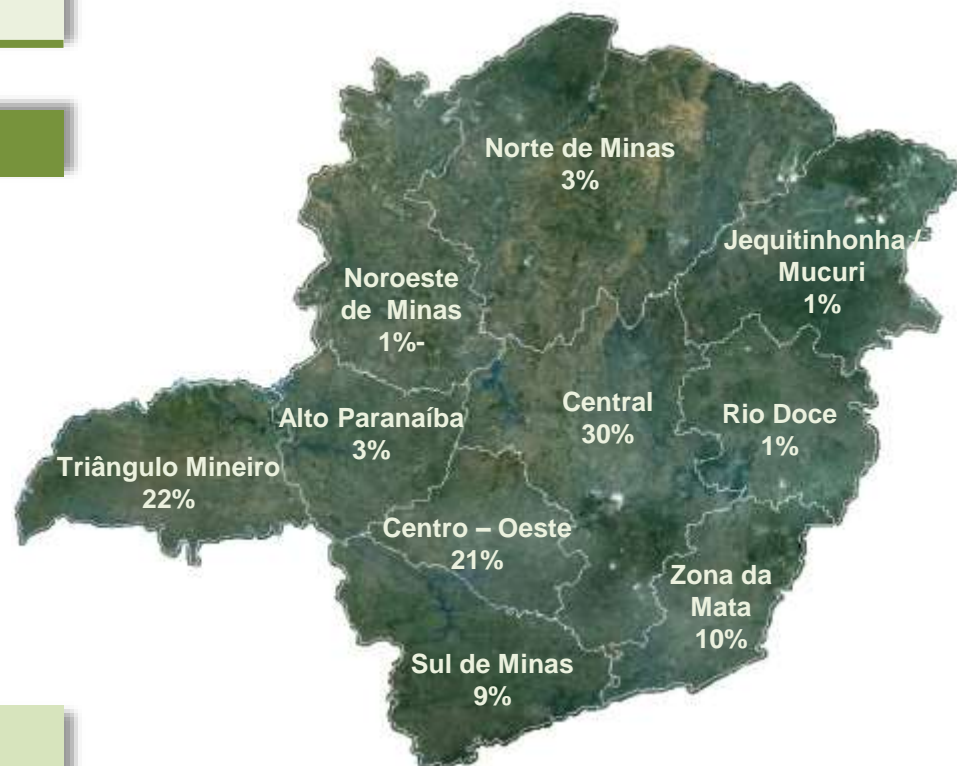 Norte de Minas
3%
Jequitinhonha /
Mucuri
1%
Noroeste
de Minas
1%-
Central
30%
Rio Doce
1%
Alto Paranaíba
3%
Triângulo Mineiro
22%
Centro – Oeste
21%
Zona da
Mata
10%
Sul de Minas
9%